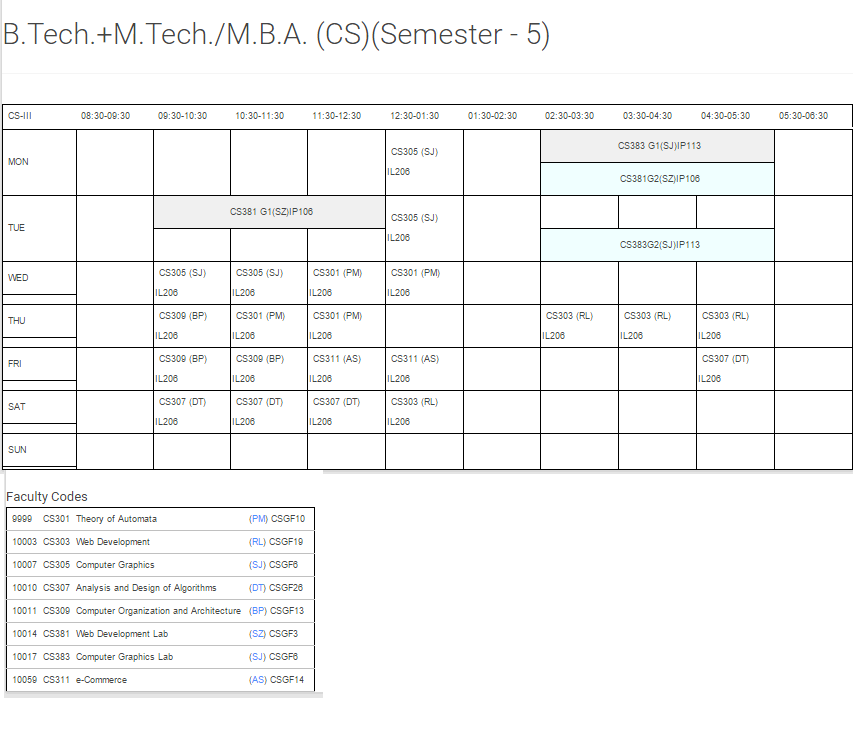 B.Tech.+M.Tech./M.B.A. (CS)(Semester - 5)
CS-III 08:30-09:30 09:30-10:30 10:30-11:30 11:30-12:30 12:30-01:30 01:30-02:30 02:30-03:30 03:30-04:30 04:30-05:30 05:30-06:30
MON
CS305 (SJ)
IL206
CS383 G1(SJ)IP113
CS381G2(SZ)IP106
TUE
CS381 G1(SZ)IP106
CS305 (SJ)
IL206
CS383G2(SJ)IP113
WED
CS305 (SJ) CS305 (SJ) CS301 (PM) CS301 (PM)
IL206 IL206 IL206 IL206
THU
CS309 (BP) CS301 (PM) CS301 (PM) CS303 (RL) CS303 (RL) CS303 (RL)
IL206 IL206 IL206 IL206 IL206 IL206
FRI
CS309 (BP) CS309 (BP) CS311 (AS) CS311 (AS) CS307 (DT)
IL206 IL206 IL206 IL206 IL206
SAT
CS307 (DT) CS307 (DT) CS307 (DT) CS303 (RL)
IL206 IL206 IL206 IL206
SUN
Faculty Codes
9999 CS301 Theory of Automata (PM) CSGF10
10003 CS303 Web Development (RL) CSGF19
10007 CS305 Computer Graphics (SJ) CSGF6
10010 CS307 Analysis and Design of Algorithms (DT) CSGF26
10011 CS309 Computer Organization and Architecture (BP) CSGF13
10014 CS381 Web Development Lab (SZ) CSGF3
10017 CS383 Computer Graphics Lab (SJ) CSGF6
10059 CS311 e-Commerce (AS) CSGF14